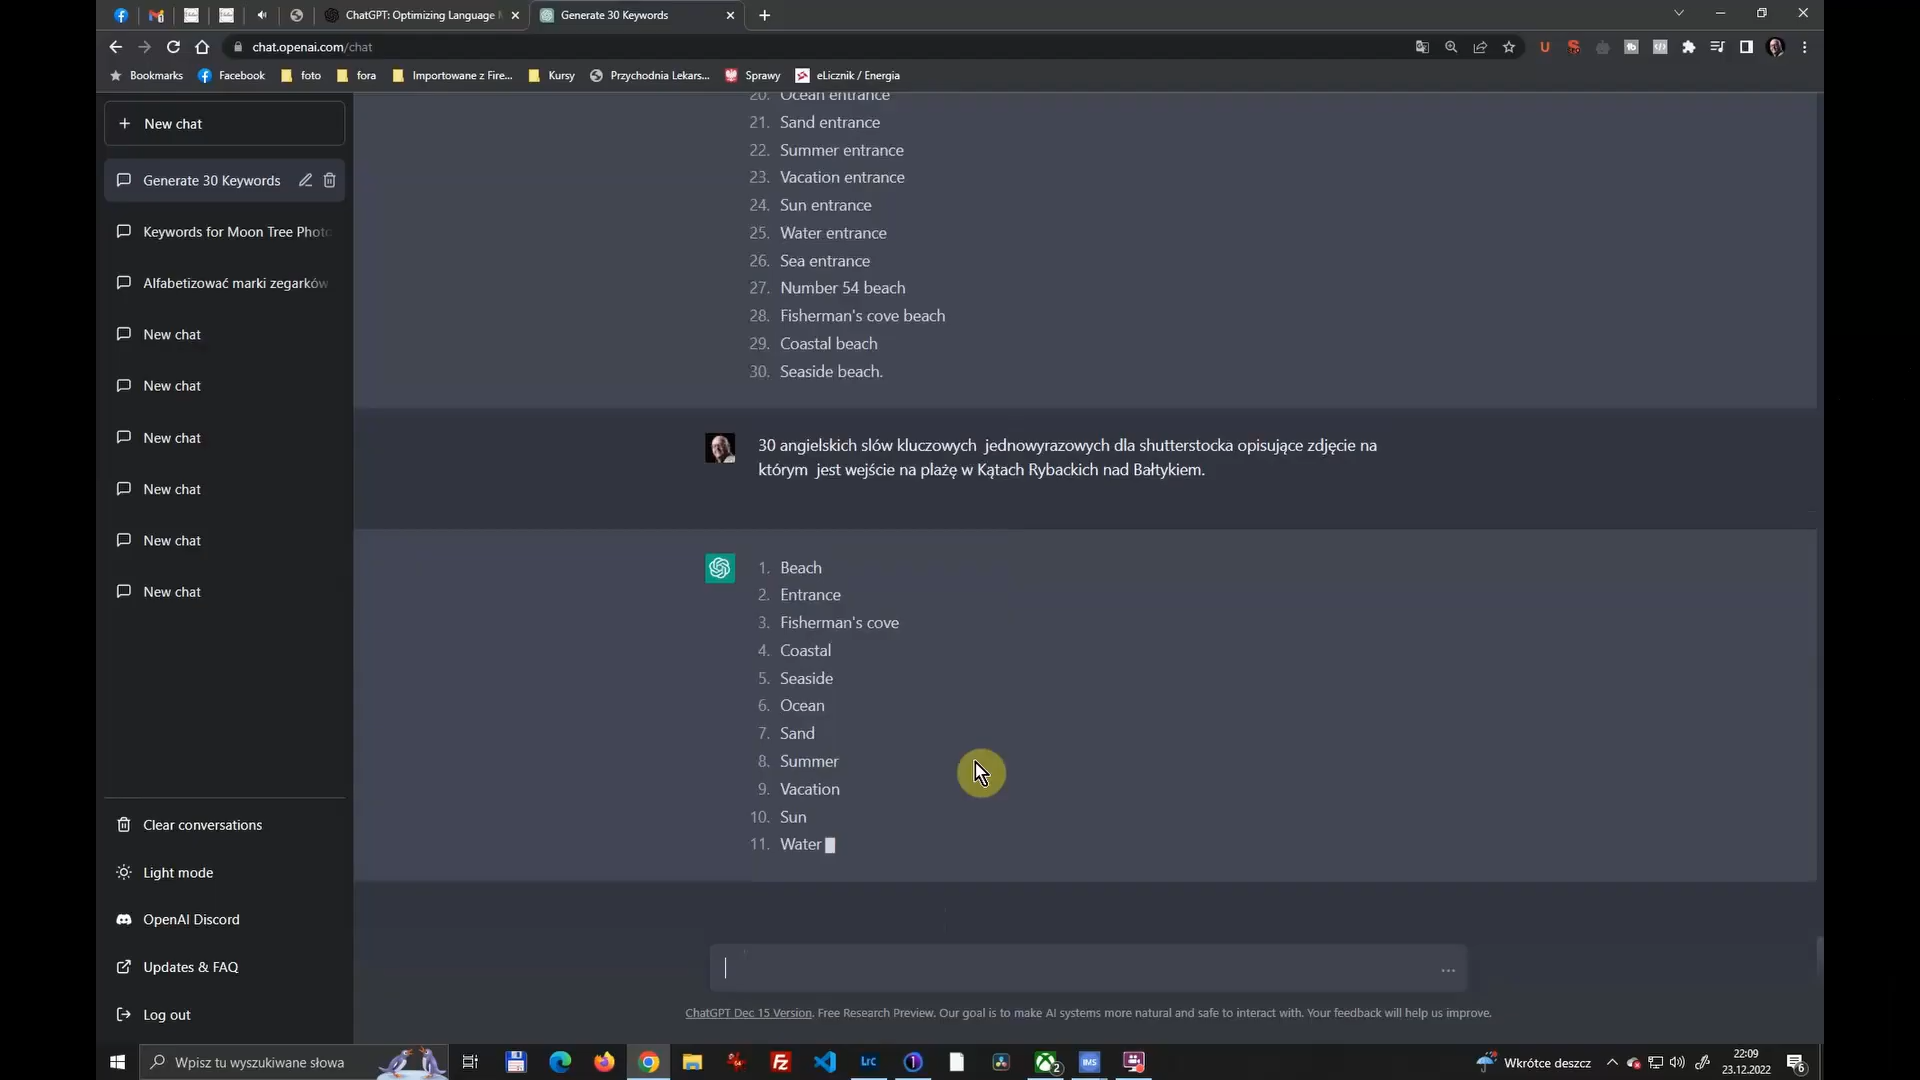 ChatGPT: Optimizing Language
Generate 30 Keywords
chat.openai.com/chat
Bookmarks
Facebook
foto
fora
Importowane z Fire...
Kursy
Przychodnia Lekars...
Sprawy
eLicznik / Energia
New chat
Generate 30 Keywords
Keywords for Moon Tree Photo
Alfabetizować marki zegarków
New chat
New chat
New chat
New chat
New chat
New chat
Clear conversations
Light mode
OpenAI Discord
Updates & FAQ
Log out
20. Ocean entrance
21. Sand entrance
22. Summer entrance
23. Vacation entrance
24. Sun entrance
25. Water entrance
26. Sea entrance
27. Number 54 beach
28. Fisherman's cove beach
29. Coastal beach
30. Seaside beach.
30 angielskich słów kluczowych  jednowyrazowych dla shutterstocka opisujące zdjęcie na
którym  jest wejście na plażę w Kątach Rybackich nad Bałtykiem.
1. Beach
2. Entrance
3. Fisherman's cove
4. Coastal
5. Seaside
6. Ocean
7. Sand
8. Summer
9. Vacation
10. Sun
11. Water
...
ChatGPT Dec 15 Version. Free Research Preview. Our goal is to make AI systems more natural and safe to interact with. Your feedback will help us improve.
Wpisz tu wyszukiwane słowa
Lrc
2
IMS
Wkrótce deszcz
22:09
23.12.2022
6